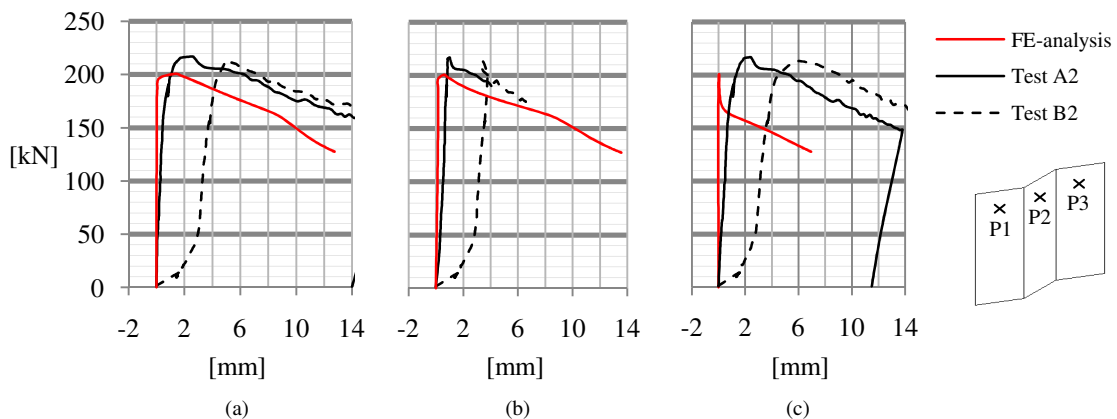 250
200
150
100
50
0
[kN]
-2 2 6 10 14
[mm]
(a)
-2 2 6 10 14
[mm]
(b)
-2 2 6 10 14
[mm]
(c)
FE-analysis
Test A2
Test B2
P1 P2 P3